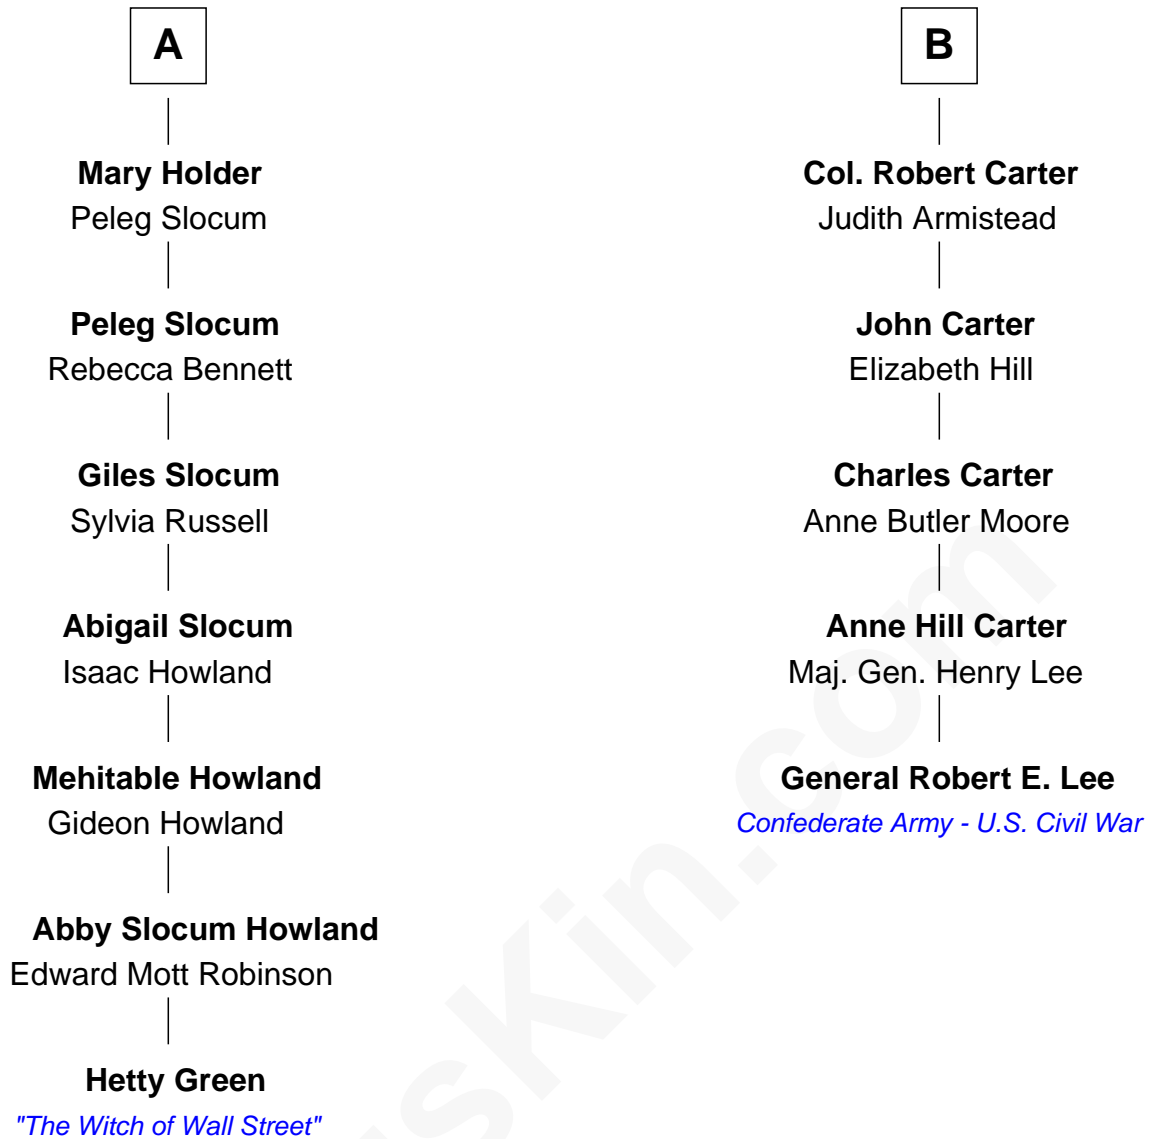 A
Mary Holder
Peleg Slocum
Peleg Slocum
Rebecca Bennett
Giles Slocum
Sylvia Russell
Abigail Slocum
Isaac Howland
Mehitable Howland
Gideon Howland
Abby Slocum Howland
Edward Mott Robinson
Hetty Green
"The Witch of Wall Street"
B
Col. Robert Carter
Judith Armistead
John Carter
Elizabeth Hill
Charles Carter
Anne Butler Moore
Anne Hill Carter
Maj. Gen. Henry Lee
General Robert E. Lee
Confederate Army - U.S. Civil War
sKin.com